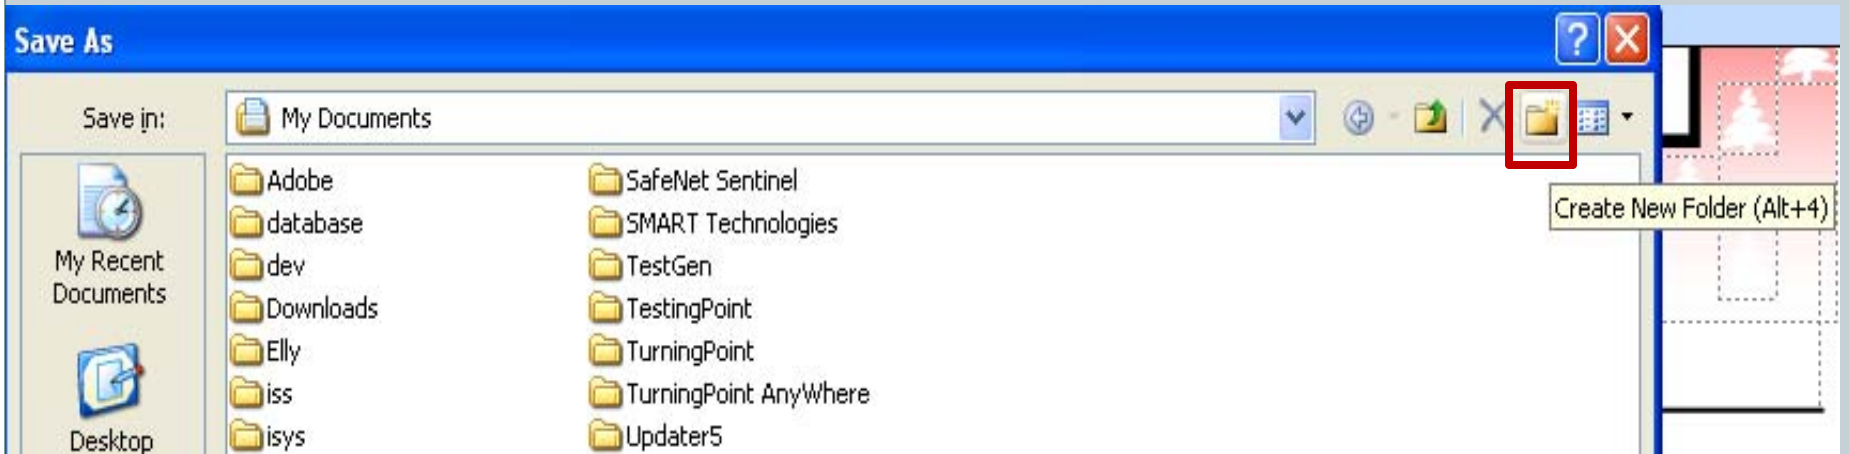 Save As
Save in:
My Documents
Create New Folder (Alt+4)
My Recent
Documents
Desktop
Adobe
database
dev
Downloads
Elly
iss
isys
SafeNet Sentinel
SMART Technologies
TestGen
TestingPoint
TurningPoint
TurningPoint AnyWhere
Updater5